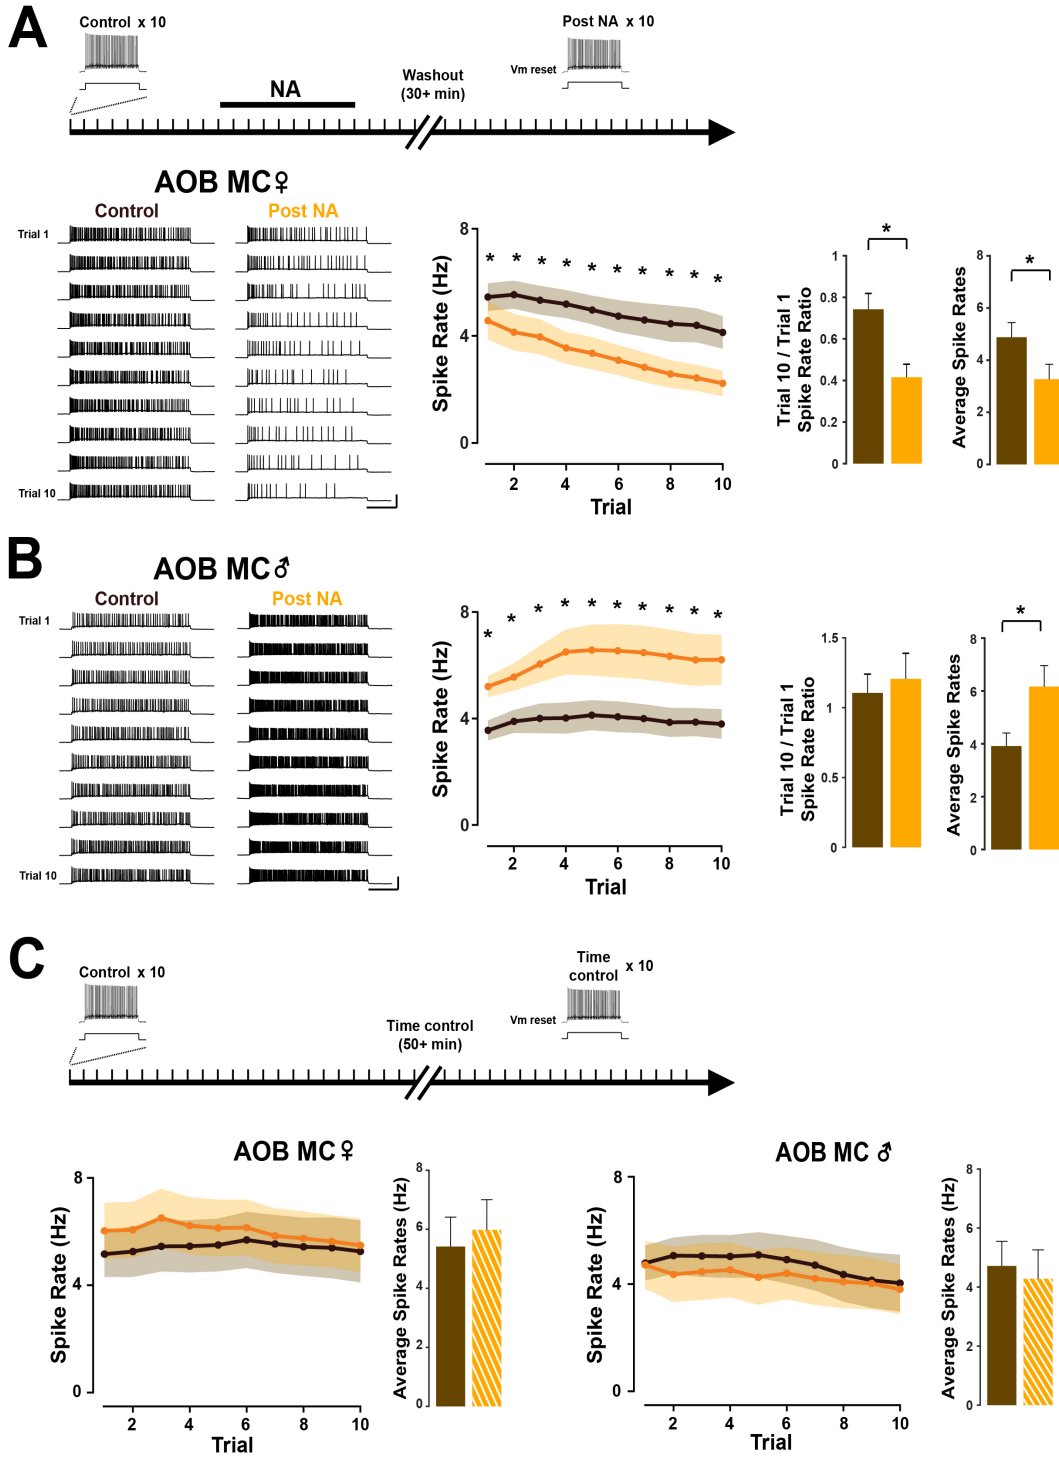 A
Control x 10
Post NA x 10
Vm reset
NA
Washout
(30+ min)
AOB MC♀
Control
Post NA
Trial 1
Trial 10
Spike Rate (Hz)
8
4
0
* * * * * * * * * *
2 4 6 8 10
Trial
Trial 10 / Trial 1
Spike Rate Ratio
1
0.8
0.6
0.4
0.2
0
*
Average Spike Rates
8
6
4
2
0
*
B
AOB MC♂
Control
Post NA
Trial 1
Trial 10
Spike Rate (Hz)
8
4
0
* * * * * * * * * *
2 4 6 8 10
Trial
Trial 10 / Trial 1
Spike Rate Ratio
1.5
1
0.5
0
Average Spike Rates
8
6
4
2
0
*
C
Control x 10
Time
control x 10
Vm reset
Time control
(50+ min)
AOB MC♀
Spike Rate (Hz)
8
4
0
2 4 6 8 10
Trial
Average Spike Rates (Hz)
8
6
4
2
0
AOB MC ♂
Spike Rate (Hz)
8
4
0
2 4 6 8 10
Trial
Average Spike Rates (Hz)
8
6
4
2
0